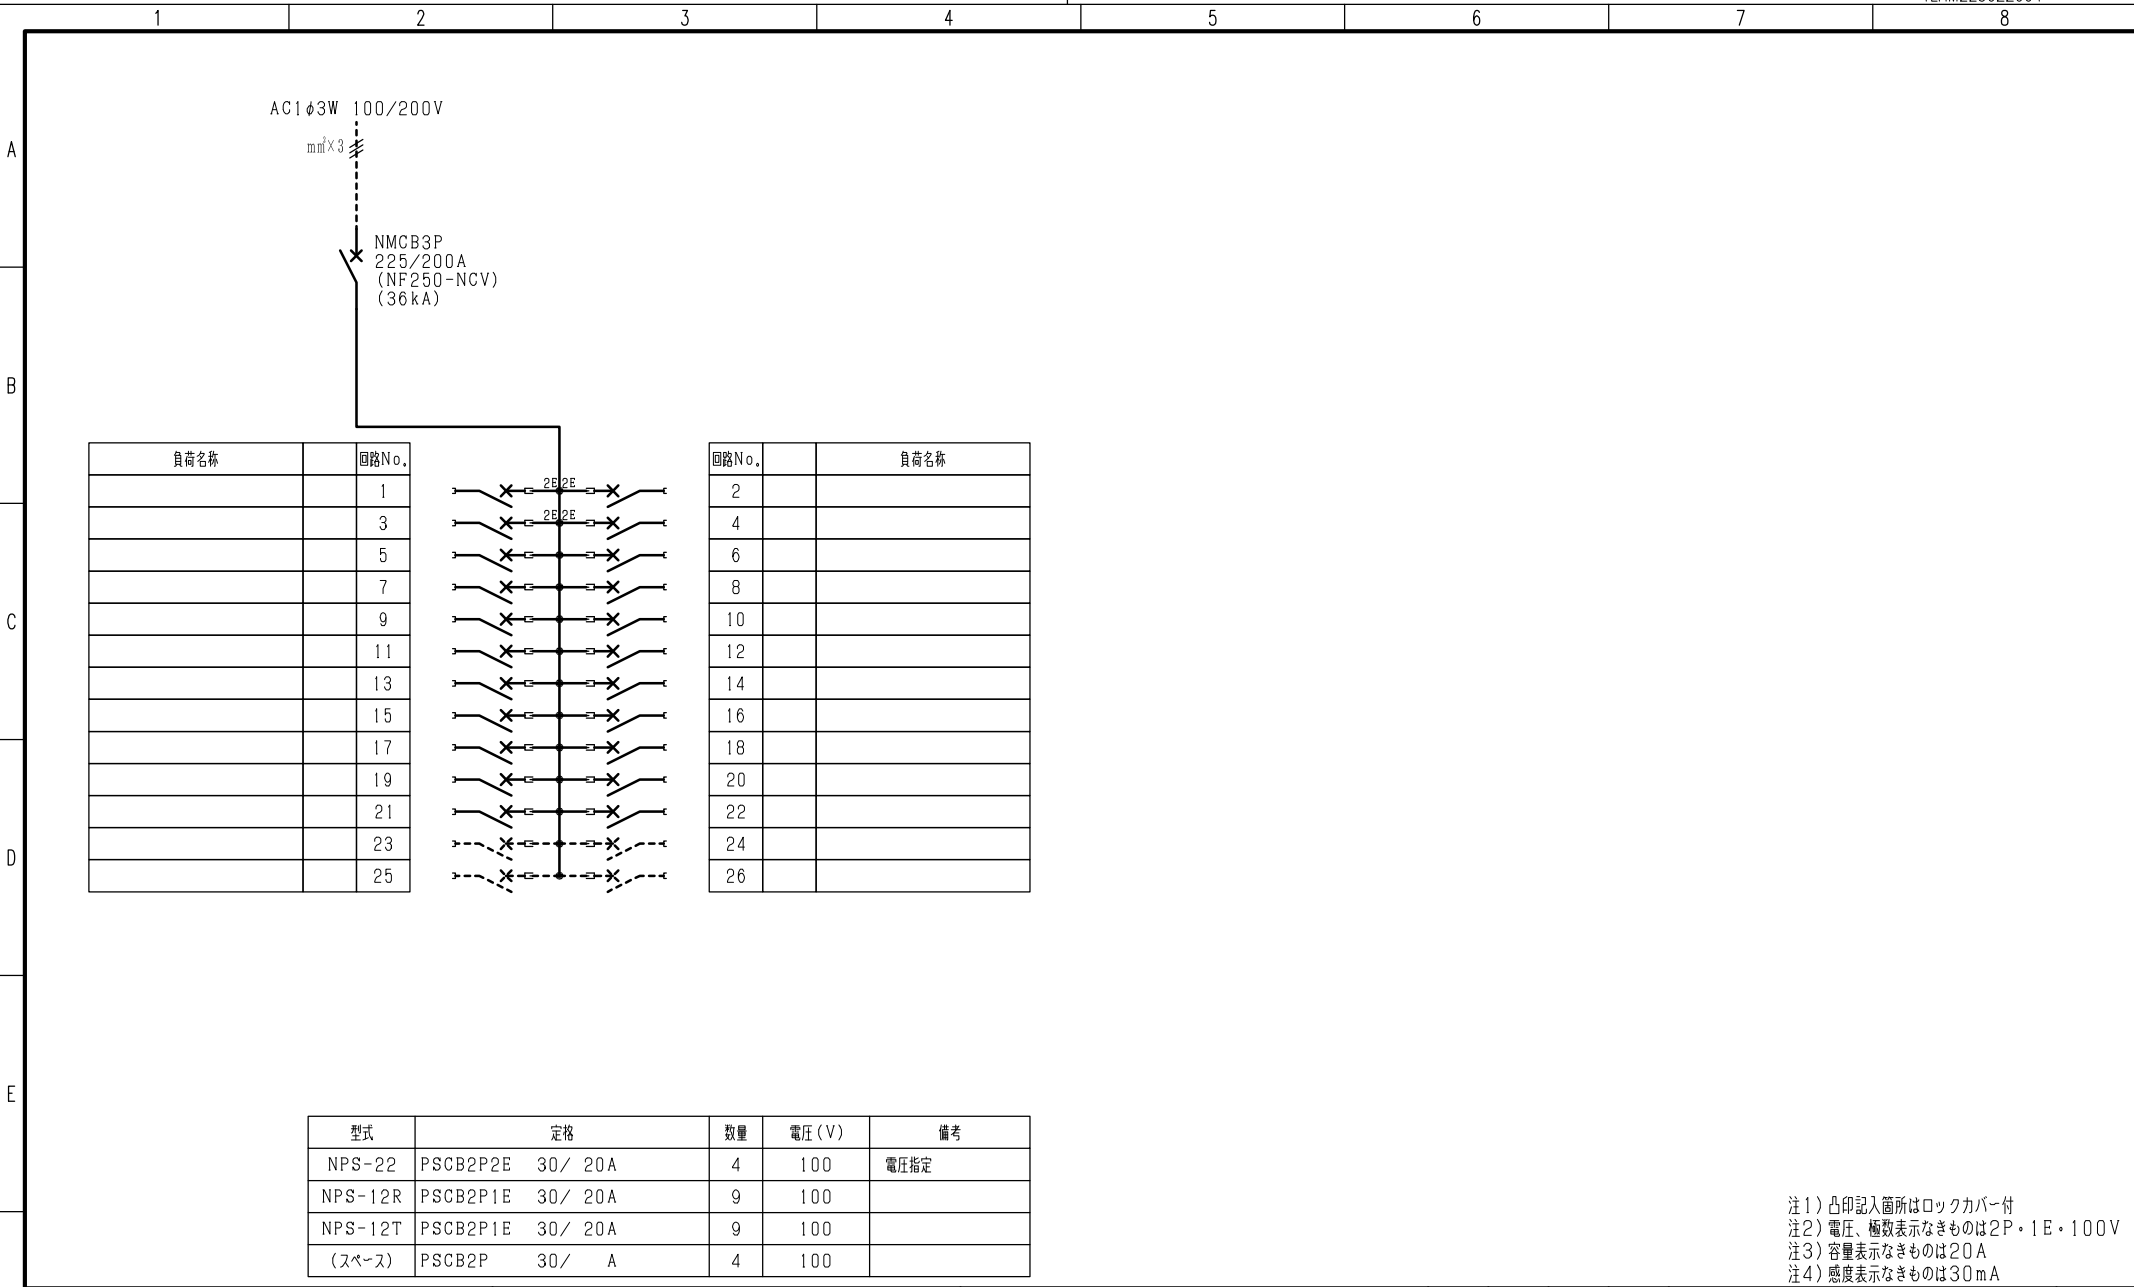 1 2 3 4 5 6 7 8
A
B
C
D
E
AC1φ3W 100/200V
mm²×3
NMCB3P
225/200A
(NF250-NCV)
(36kA)
負荷名称 回路No. 回路No. 負荷名称
1 2E 2E 2
3 2E 2E 4
5 6
7 8
9 10
11 12
13 14
15 16
17 18
19 20
21 22
23 24
25 26
型式 定格 数量 電圧(V) 備考
NPS-22 PSCB2P2E 30/ 20A 4 100 電圧指定
NPS-12R PSCB2P1E 30/ 20A 9 100
NPS-12T PSCB2P1E 30/ 20A 9 100
(スペース) PSCB2P 30/ A 4 100
注1)凸印記入箇所はロックカバー付
注2)電圧、極数表示なきものは2P・1E・100V
注3)容量表示なきものは20A
注4)感度表示なきものは30mA